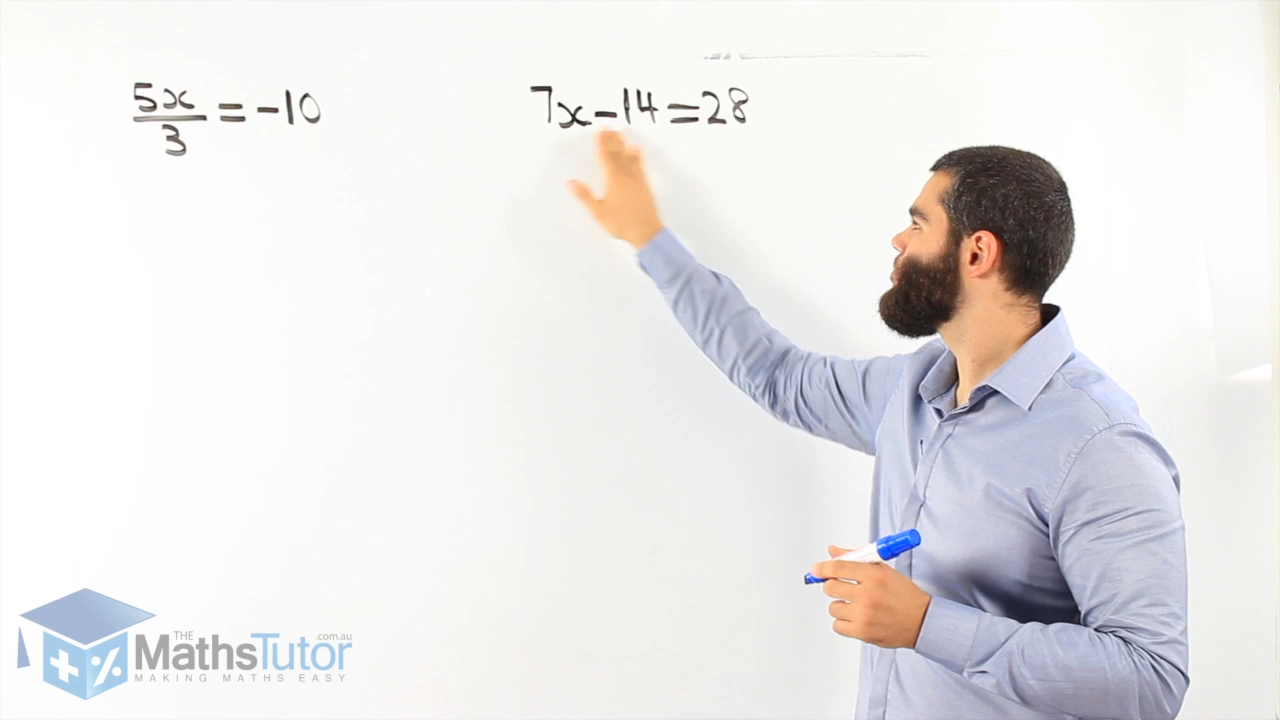 5x/3 = -10
7x - 14 = 28
THE MathsTutor .com.au
MAKING MATHS EASY